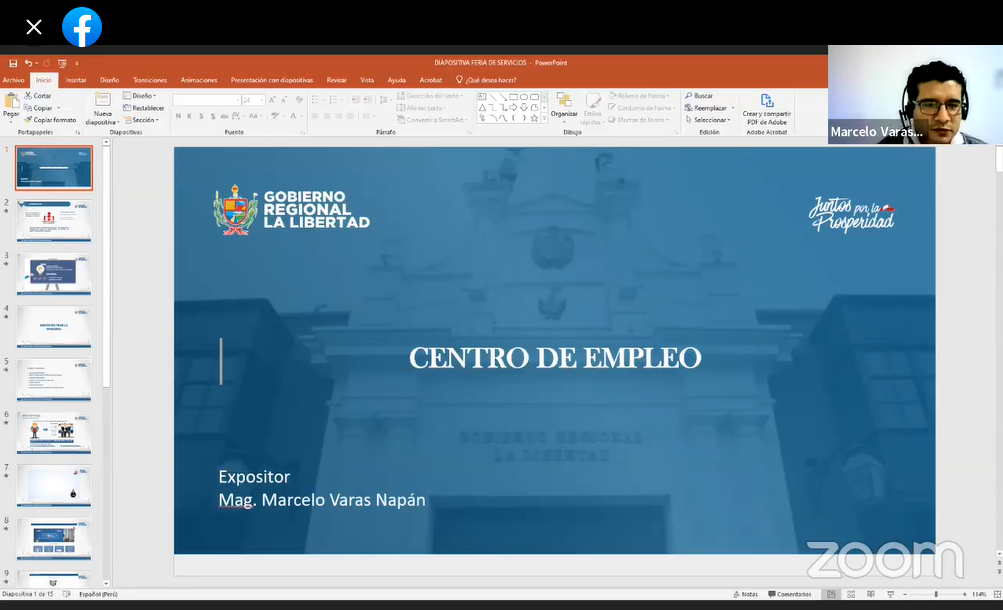 DIAPOSITIVA FERIA DE SERVICIOS - PowerPoint
Archivo Inicio Insertar Diseño Transiciones Animaciones Presentación con diapositivas Revisar Vista Ayuda Acrobat ¿Qué desea hacer?
Pegar
Cortar
Copiar
Copiar formato
Portapapeles
Nueva
diapositiva
Diseño
Restablecer
Sección
Diapositivas
24
N K S abc AV Aa A
Fuente
Dirección del texto
Alinear texto
Convertir a SmartArt
Párrafo
Organizar
Estilos
rápidos
Relleno de forma
Contorno de forma
Efectos de forma
Dibujo
Buscar
Reemplazar
Seleccionar
Edición
Crear y compartir
PDF de Adobe
Adobe Acrobat
Marcelo Varas...
1
2
3
4
5
6
7
8
9
GOBIERNO
REGIONAL
LA LIBERTAD
Juntos por la
Prosperidad
CENTRO DE EMPLEO
GOBIERNO REGIONAL
LA LIBERTAD
Expositor
Mag. Marcelo Varas Napán
zoom
Diapositiva 1 de 15 Español (Perú) Notas Comentarios 114%